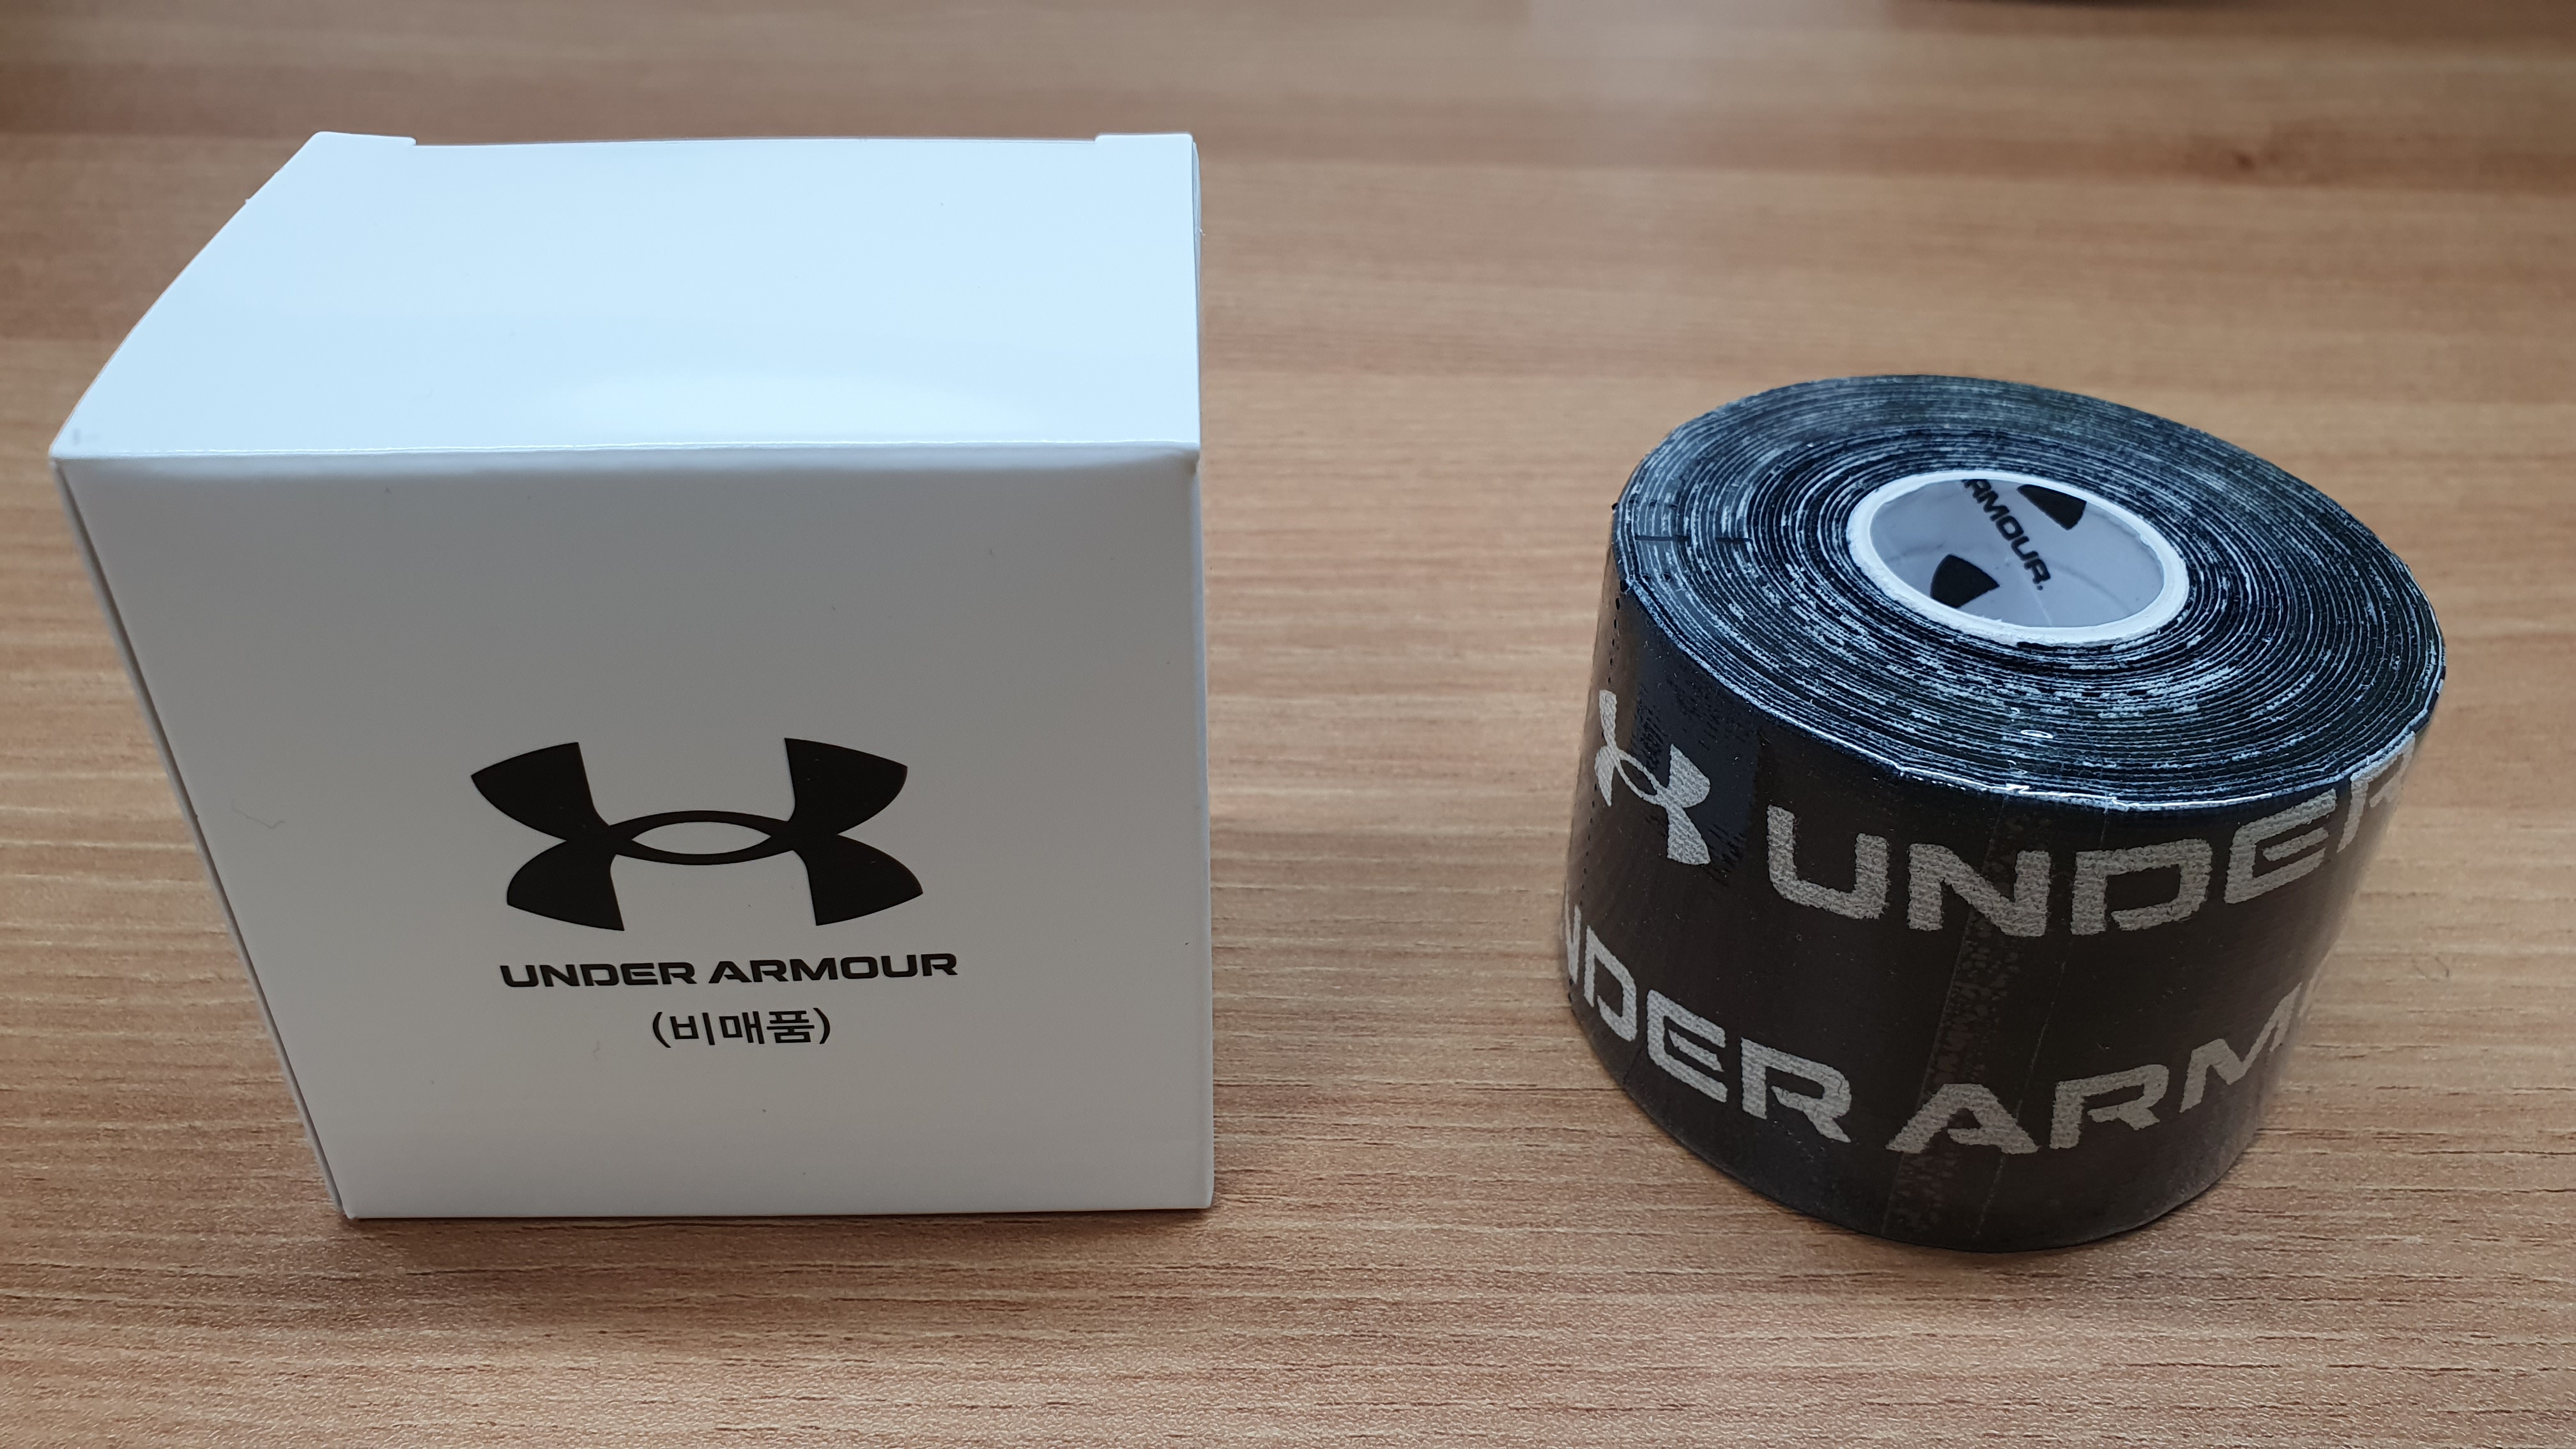 UNDER ARMOUR
(비매품)
ARMOUR.
UNDER
UNDER ARM